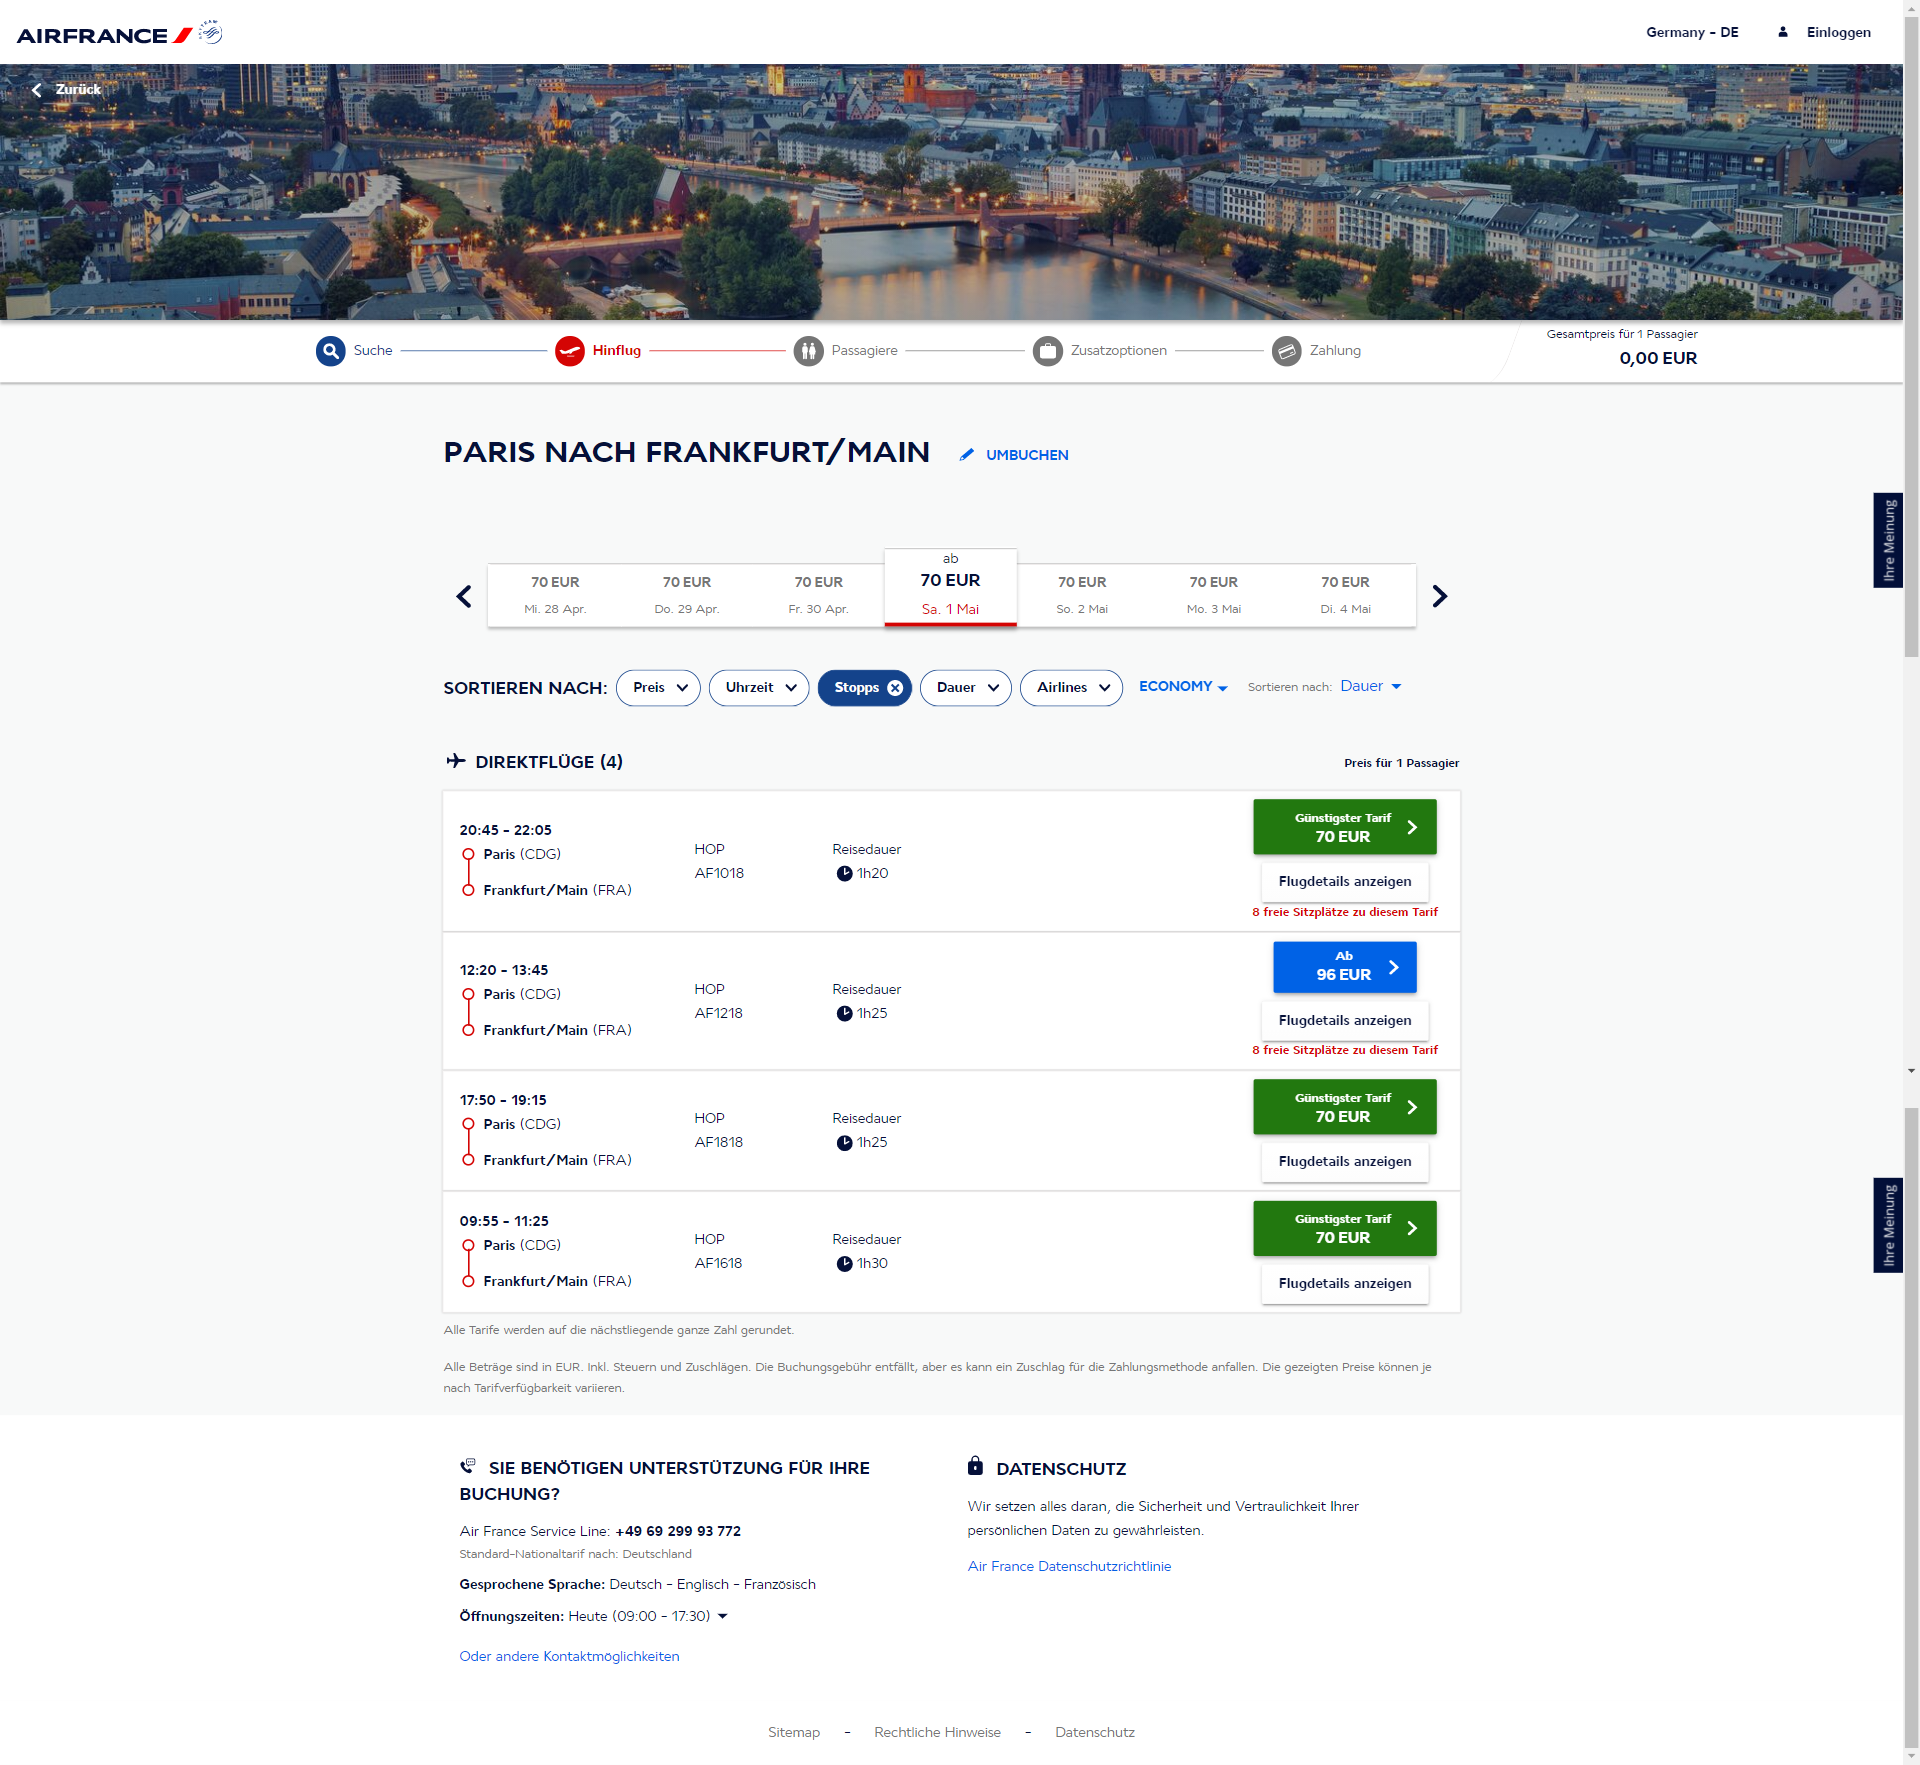 AIRFRANCE
Germany - DE
Einloggen
Zurück
Suche
Hinflug
Passagiere
Zusatzoptionen
Zahlung
Gesamtpreis für 1 Passagier
0,00 EUR
PARIS NACH FRANKFURT/MAIN
UMBUCHEN
Ihre Meinung
70 EUR
Mi. 28 Apr.
70 EUR
Do. 29 Apr.
70 EUR
Fr. 30 Apr.
ab
70 EUR
Sa. 1 Mai
70 EUR
So. 2 Mai
70 EUR
Mo. 3 Mai
70 EUR
Di. 4 Mai
SORTIEREN NACH:
Preis
Uhrzeit
Stopps
Dauer
Airlines
ECONOMY
Sortieren nach: Dauer
DIREKTFLÜGE (4)
Preis für 1 Passagier
20:45 - 22:05
Paris (CDG)
Frankfurt/Main (FRA)
HOP
AF1018
Reisedauer
1h20
Günstigster Tarif
70 EUR
Flugdetails anzeigen
8 freie Sitzplätze zu diesem Tarif
12:20 - 13:45
Paris (CDG)
Frankfurt/Main (FRA)
HOP
AF1218
Reisedauer
1h25
Ab
96 EUR
Flugdetails anzeigen
8 freie Sitzplätze zu diesem Tarif
17:50 - 19:15
Paris (CDG)
Frankfurt/Main (FRA)
HOP
AF1818
Reisedauer
1h25
Günstigster Tarif
70 EUR
Flugdetails anzeigen
09:55 - 11:25
Paris (CDG)
Frankfurt/Main (FRA)
HOP
AF1618
Reisedauer
1h30
Günstigster Tarif
70 EUR
Flugdetails anzeigen
Ihre Meinung
Alle Tarife werden auf die nächstliegende ganze Zahl gerundet.
Alle Beträge sind in EUR. Inkl. Steuern und Zuschlägen. Die Buchungsgebühr entfällt, aber es kann ein Zuschlag für die Zahlungsmethode anfallen. Die gezeigten Preise können je
nach Tarifverfügbarkeit variieren.
SIE BENÖTIGEN UNTERSTÜTZUNG FÜR IHRE
BUCHUNG?
Air France Service Line: +49 69 299 93 772
Standard-Nationaltarif nach: Deutschland
Gesprochene Sprache: Deutsch - Englisch - Französisch
Öffnungszeiten: Heute (09:00 - 17:30)
Oder andere Kontaktmöglichkeiten
DATENSCHUTZ
Wir setzen alles daran, die Sicherheit und Vertraulichkeit Ihrer
persönlichen Daten zu gewährleisten.
Air France Datenschutzrichtlinie
Sitemap - Rechtliche Hinweise - Datenschutz